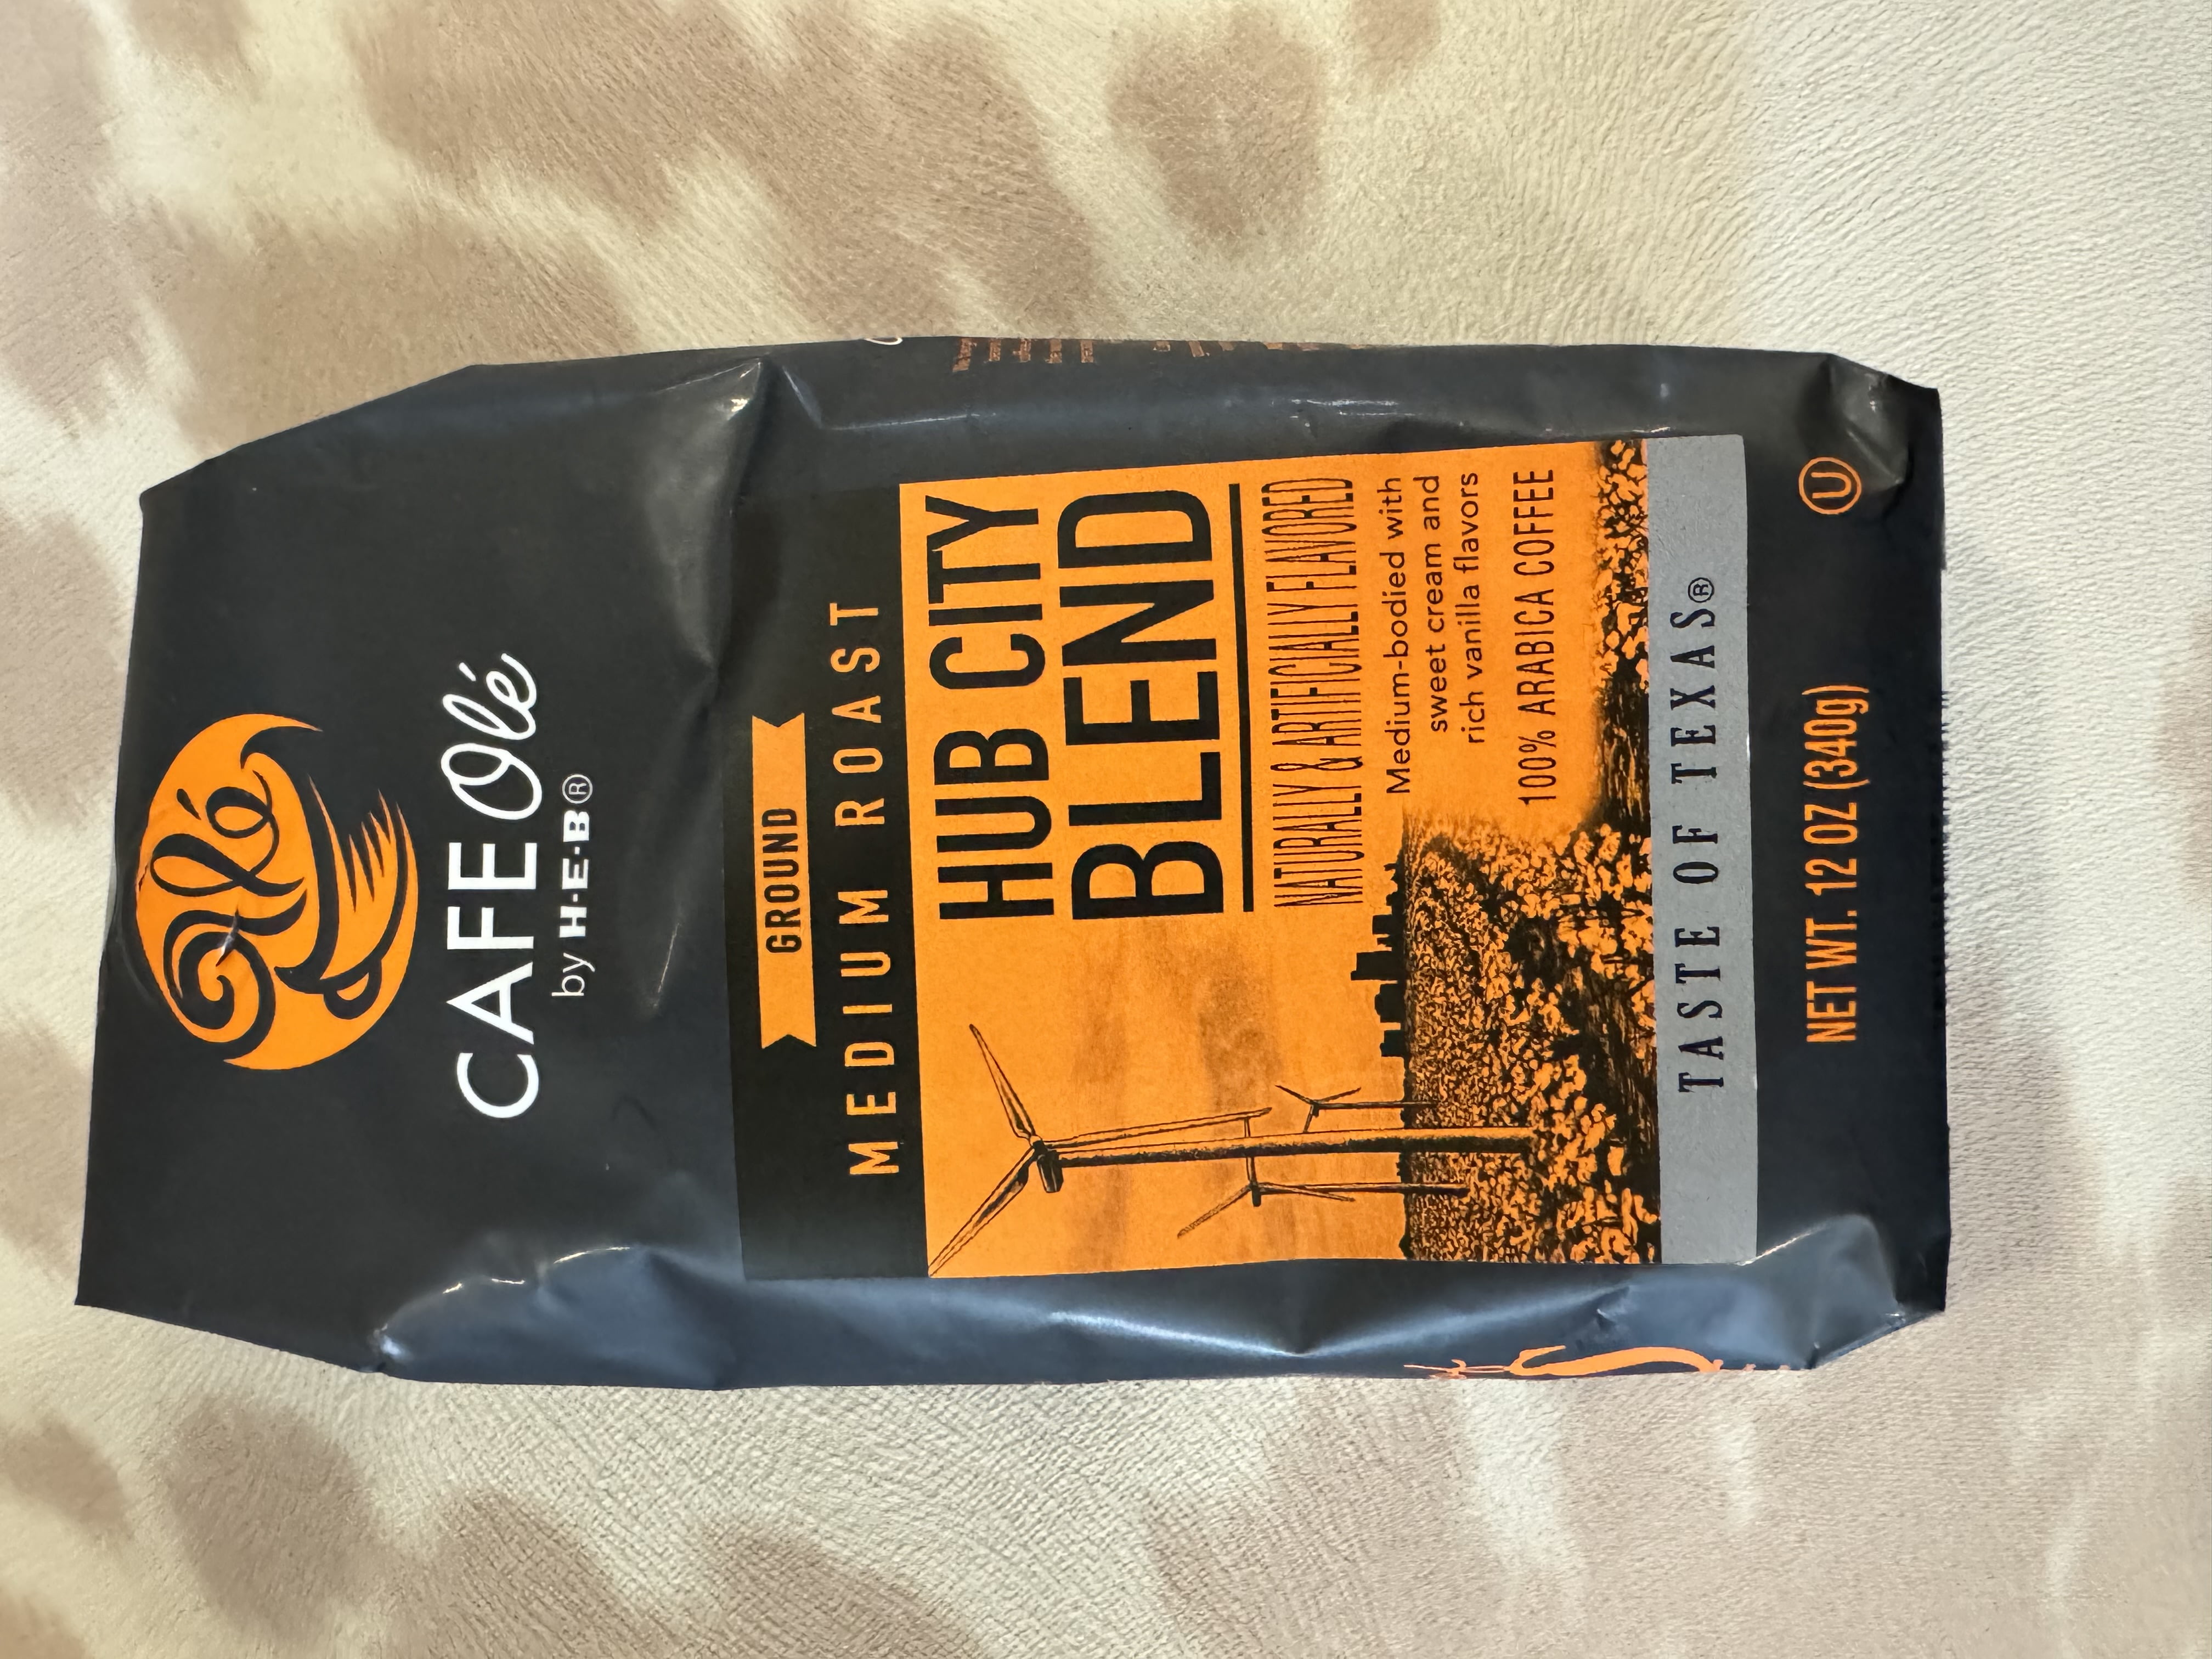 Olé
CAFE Olé
by H-E-B®
GROUND
MEDIUM ROAST
HUB CITY
BLEND
NATURALLY & ARTIFICIALLY FLAVORED
Medium-bodied with
sweet cream and
rich vanilla flavors
100% ARABICA COFFEE
TASTE OF TEXAS®
NET WT. 12 OZ (340g)
U